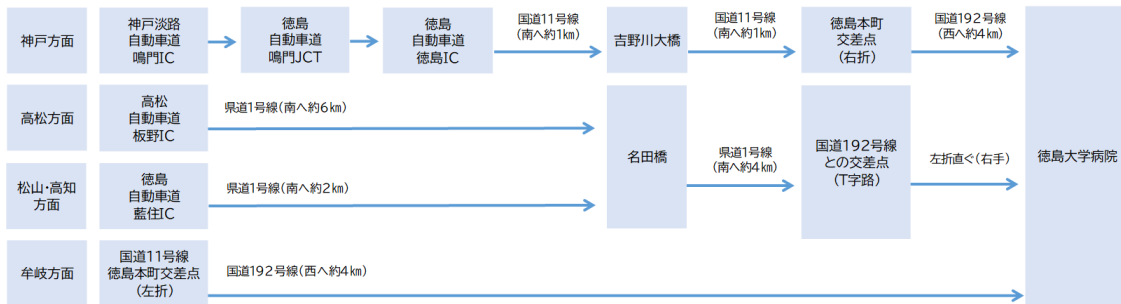 神戸方面
神戸淡路
自動車道
鳴門IC
徳島
自動車道
鳴門JCT
徳島
自動車道
徳島IC
国道11号線
(南へ約1km)
吉野川大橋
国道11号線
(南へ約1km)
徳島本町
交差点
(右折)
国道192号線
(西へ約4km)
高松方面
高松
自動車道
板野IC
県道1号線(南へ約6km)
松山・高知
方面
徳島
自動車道
藍住IC
県道1号線(南へ約2km)
名田橋
県道1号線
(南へ約4km)
国道192号線
との交差点
(T字路)
左折直ぐ(右手)
牟岐方面
国道11号線
徳島本町交差点
(左折)
国道192号線(西へ約4km)
徳島大学病院